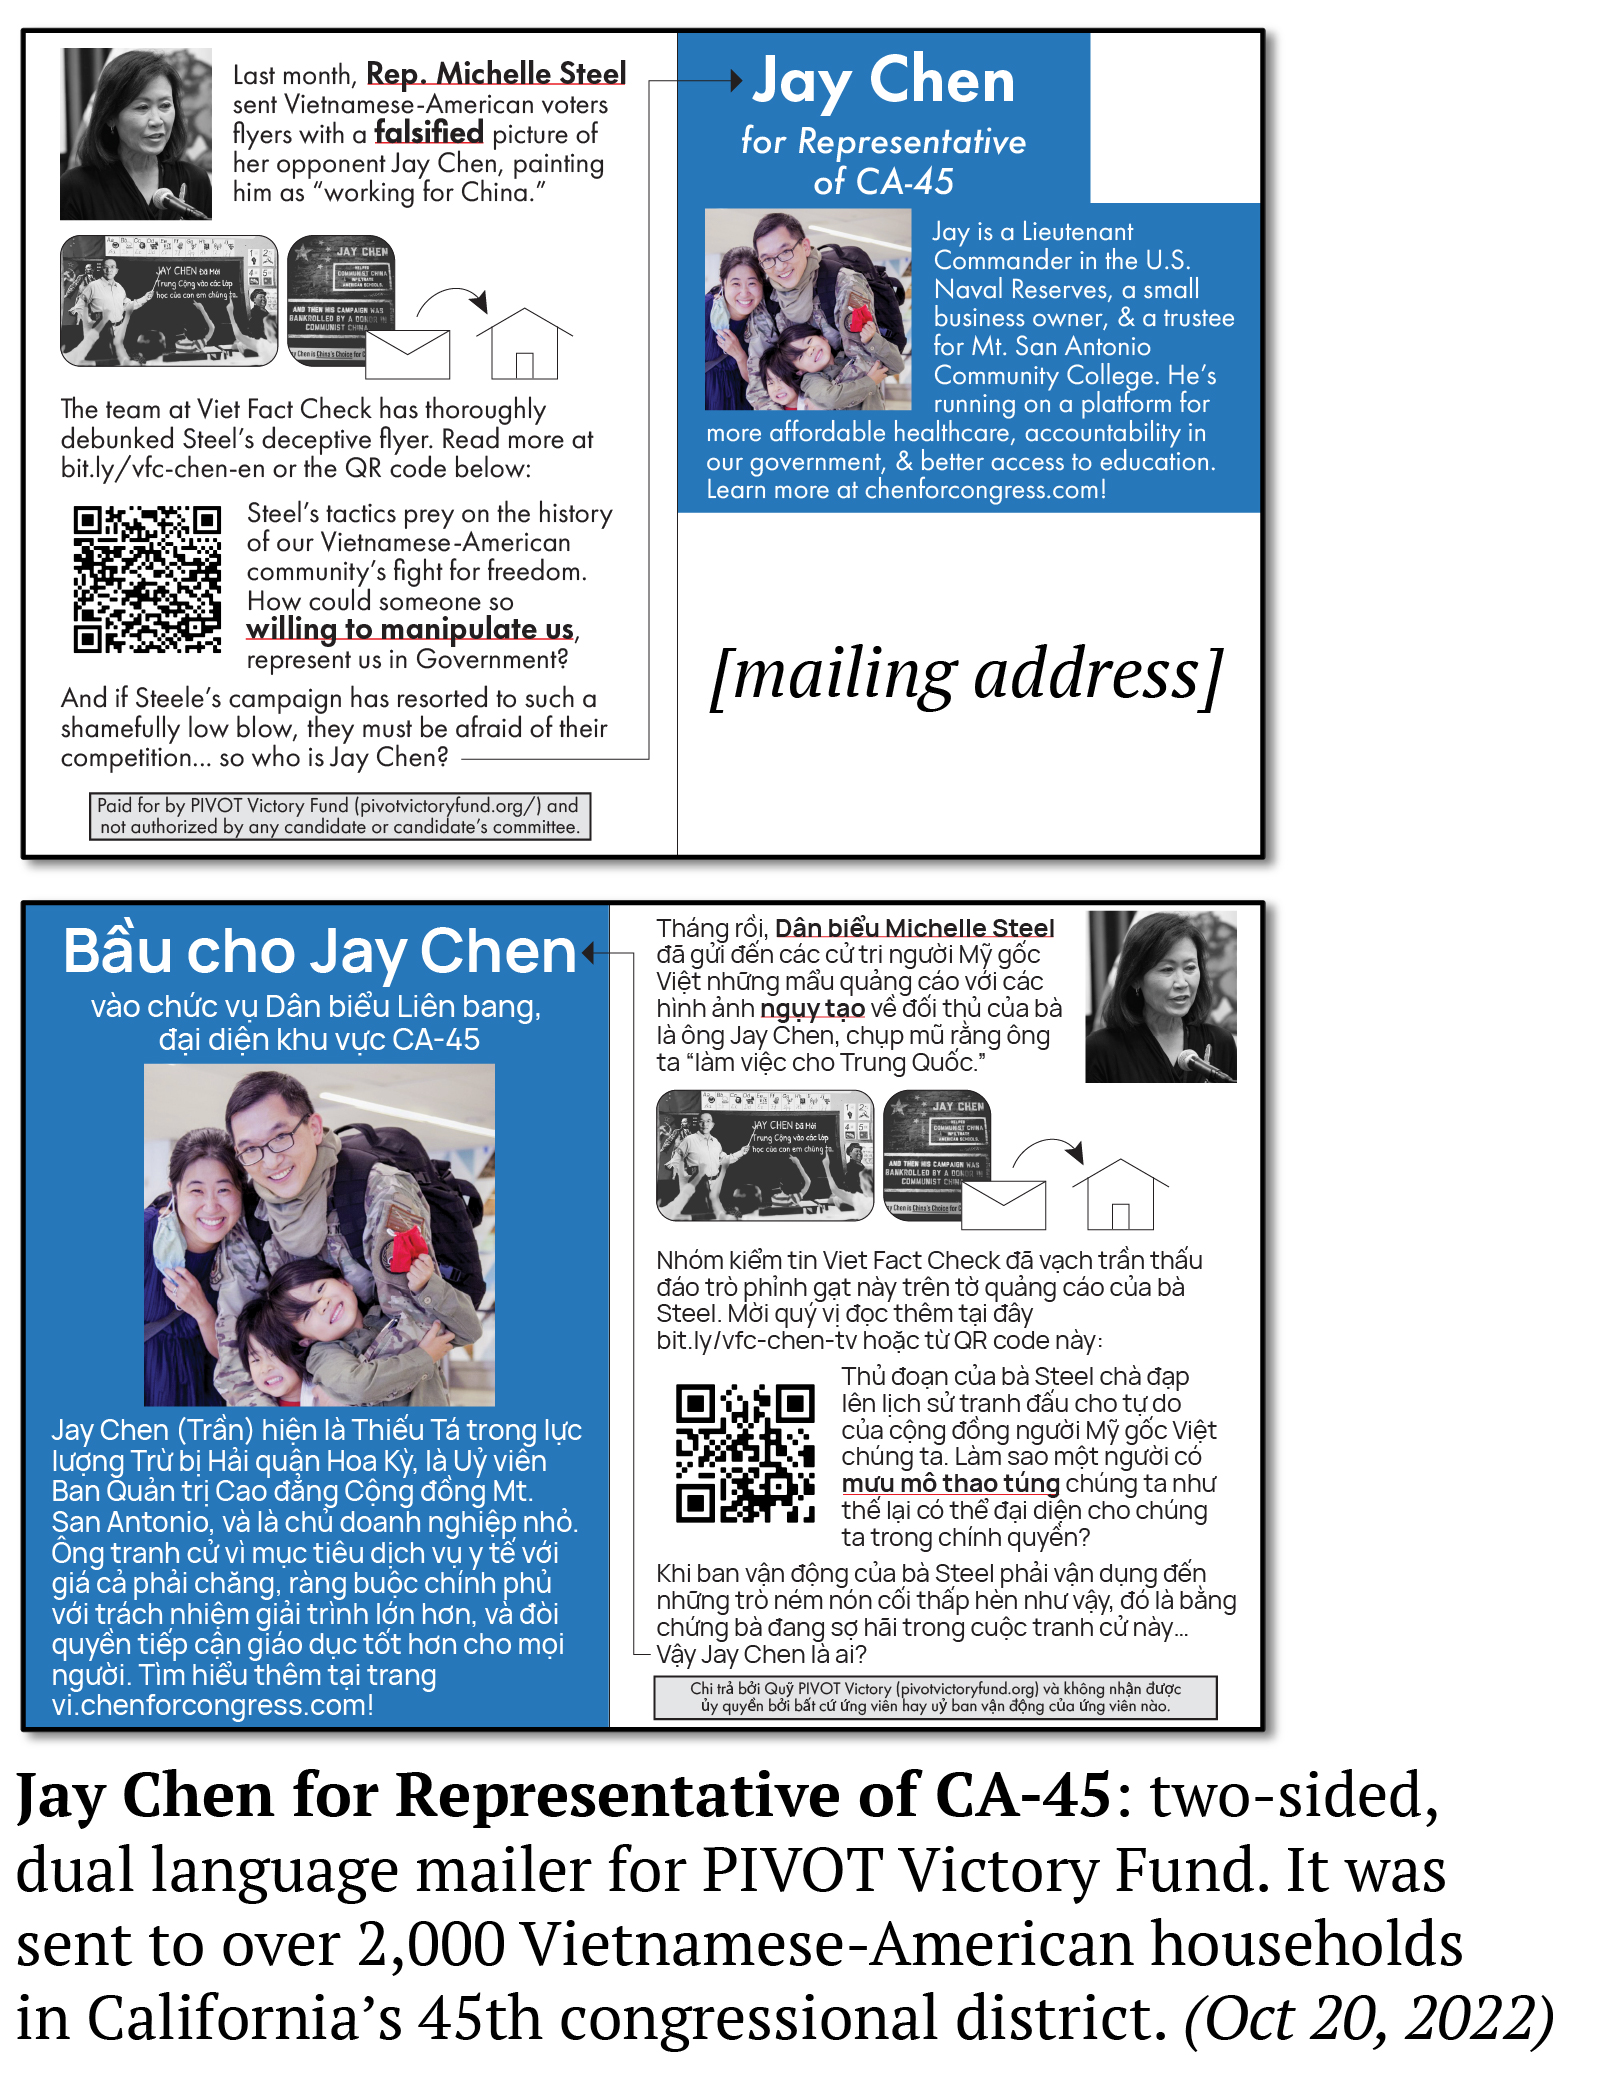 Last month, Rep. Michelle Steel
sent Vietnamese-American voters
flyers with a falsified picture of
her opponent Jay Chen, painting
him as “working for China.”
JAY CHEN Đã Mời
Trung Cộng vào các lớp
học của con em chúng ta.
JAY CHEN
HELPED
COMMUNIST CHINA
INFILTRATE
AMERICAN SCHOOLS.
AND THEN HIS CAMPAIGN WAS
BANKROLLED BY A DONOR IN
COMMUNIST CHINA
y Chen is China's Choice for C
The team at Viet Fact Check has thoroughly
debunked Steel’s deceptive flyer. Read more at
bit.ly/vfc-chen-en or the QR code below:
Steel’s tactics prey on the history
of our Vietnamese-American
community’s fight for freedom.
How could someone so
willing to manipulate us,
represent us in Government?
And if Steele’s campaign has resorted to such a
shamefully low blow, they must be afraid of their
competition... so who is Jay Chen?
Paid for by PIVOT Victory Fund (pivotvictoryfund.org/) and
not authorized by any candidate or candidate’s committee.
Jay Chen
for Representative
of CA-45
Jay is a Lieutenant
Commander in the U.S.
Naval Reserves, a small
business owner, & a trustee
for Mt. San Antonio
Community College. He’s
running on a platform for
more affordable healthcare, accountability in
our government, & better access to education.
Learn more at chenforcongress.com!
[mailing address]
Bầu cho Jay Chen
vào chức vụ Dân biểu Liên bang,
đại diện khu vực CA-45
Jay Chen (Trần) hiện là Thiếu Tá trong lực
lượng Trừ bị Hải quân Hoa Kỳ, là Uỷ viên
Ban Quản trị Cao đẳng Cộng đồng Mt.
San Antonio, và là chủ doanh nghiệp nhỏ.
Ông tranh cử vì mục tiêu dịch vụ y tế với
giá cả phải chăng, ràng buộc chính phủ
với trách nhiệm giải trình lớn hơn, và đòi
quyền tiếp cận giáo dục tốt hơn cho mọi
người. Tìm hiểu thêm tại trang
vi.chenforcongress.com!
Tháng rồi, Dân biểu Michelle Steel
đã gửi đến các cử tri người Mỹ gốc
Việt những mẩu quảng cáo với các
hình ảnh ngụy tạo về đối thủ của bà
là ông Jay Chen, chụp mũ rằng ông
ta “làm việc cho Trung Quốc.”
JAY CHEN Đã Mời
Trung Cộng vào các lớp
học của con em chúng ta.
JAY CHEN
HELPED
COMMUNIST CHINA
INFILTRATE
AMERICAN SCHOOLS.
AND THEN HIS CAMPAIGN WAS
BANKROLLED BY A DONOR IN
COMMUNIST CHINA
y Chen is China's Choice for C
Nhóm kiểm tin Viet Fact Check đã vạch trần thấu
đáo trò phỉnh gạt này trên tờ quảng cáo của bà
Steel. Mời quý vị đọc thêm tại đây
bit.ly/vfc-chen-tv hoặc từ QR code này:
Thủ đoạn của bà Steel chà đạp
lên lịch sử tranh đấu cho tự do
của cộng đồng người Mỹ gốc Việt
chúng ta. Làm sao một người có
mưu mô thao túng chúng ta như
thế lại có thể đại diện cho chúng
ta trong chính quyền?
Khi ban vận động của bà Steel phải vận dụng đến
những trò ném nón cối thấp hèn như vậy, đó là bằng
chứng bà đang sợ hãi trong cuộc tranh cử này...
Vậy Jay Chen là ai?
Chi trả bởi Quỹ PIVOT Victory (pivotvictoryfund.org) và không nhận được
ủy quyền bởi bất cứ ứng viên hay uỷ ban vận động của ứng viên nào.
Jay Chen for Representative of CA-45: two-sided,
dual language mailer for PIVOT Victory Fund. It was
sent to over 2,000 Vietnamese-American households
in California’s 45th congressional district. (Oct 20, 2022)